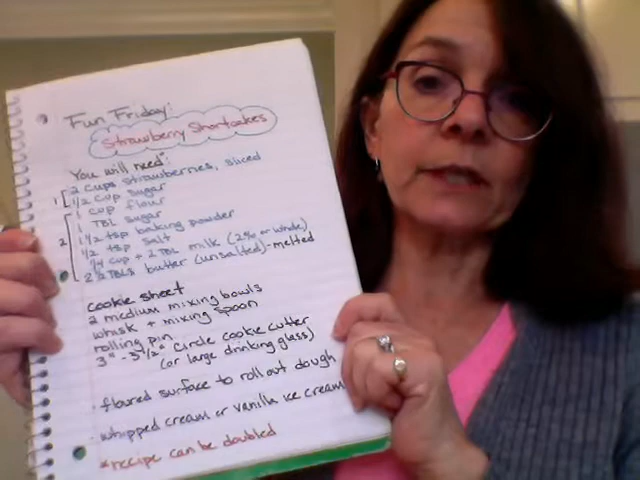 Fun Friday:
Strawberry Shortcakes
You will need:
1 [ 2 cups strawberries, sliced
1/2 cup sugar
2 [ 1 cup flour
1 TBL sugar
1 1/2 tsp baking powder
1/2 tsp salt
1/4 cup + 2 TBL milk (2% or whole)
2 1/2 TBLS butter (unsalted)-melted
cookie sheet
2 medium mixing bowls
whisk + mixing spoon
rolling pin
3" - 3 1/2" circle cookie cutter
(or large drinking glass)
· floured surface to roll out dough
· whipped cream or vanilla ice cream
*recipe can be doubled